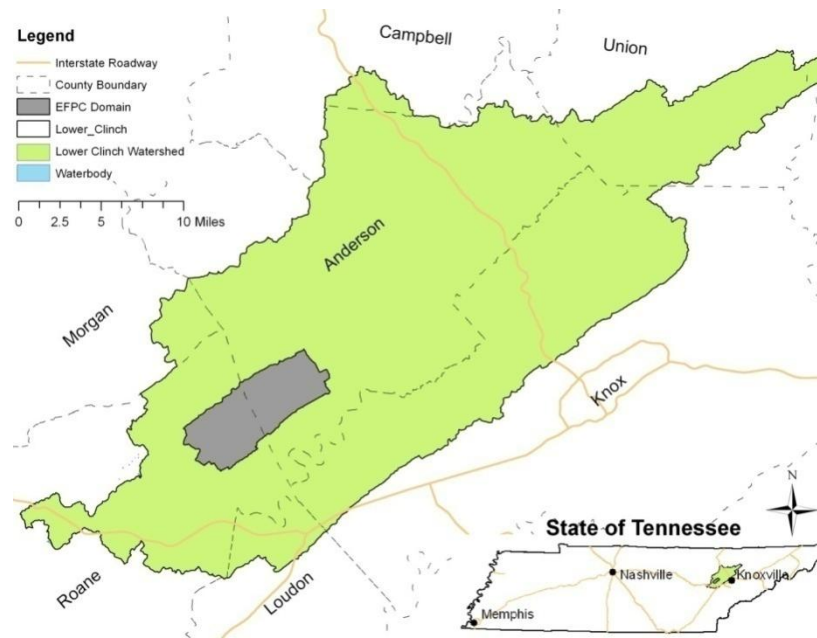 Legend
Interstate Roadway
County Boundary
EFPC Domain
Lower_Clinch
Lower Clinch Watershed
Waterbody
0 2.5 5 10 Miles
Campbell
Union
Anderson
Morgan
Knox
Roane
Loudon
N
State of Tennessee
Nashville
Knoxville
Memphis